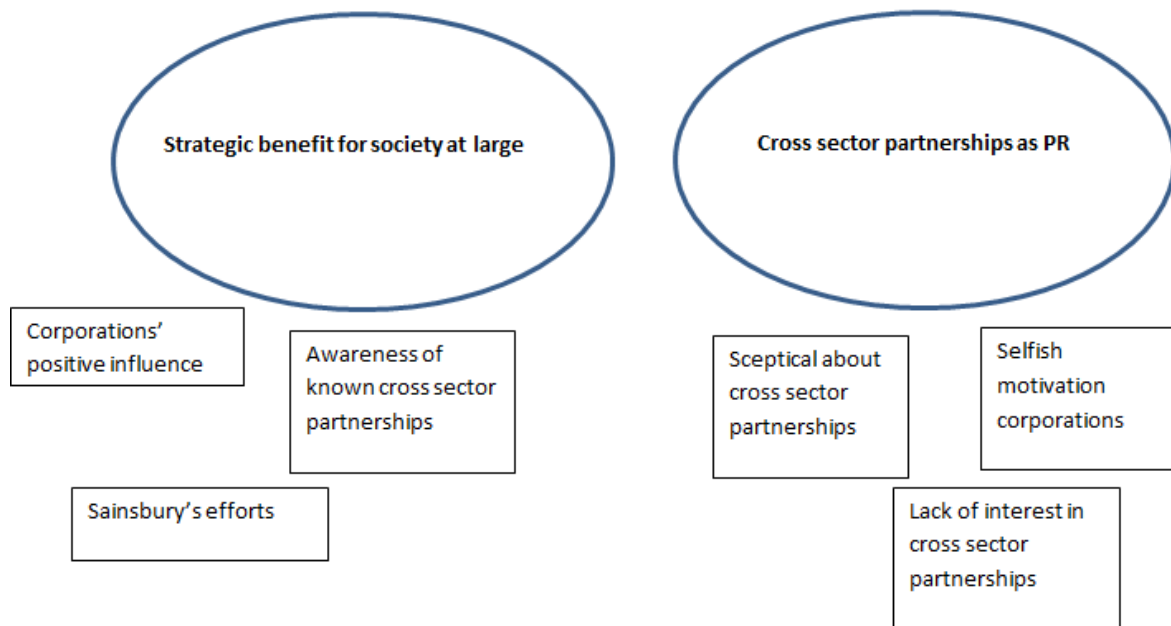 Strategic benefit for society at large
Cross sector partnerships as PR
Corporations'
positive influence
Awareness of
known cross sector
partnerships
Sainsbury's efforts
Sceptical about
cross sector
partnerships
Selfish
motivation
corporations
Lack of interest in
cross sector
partnerships